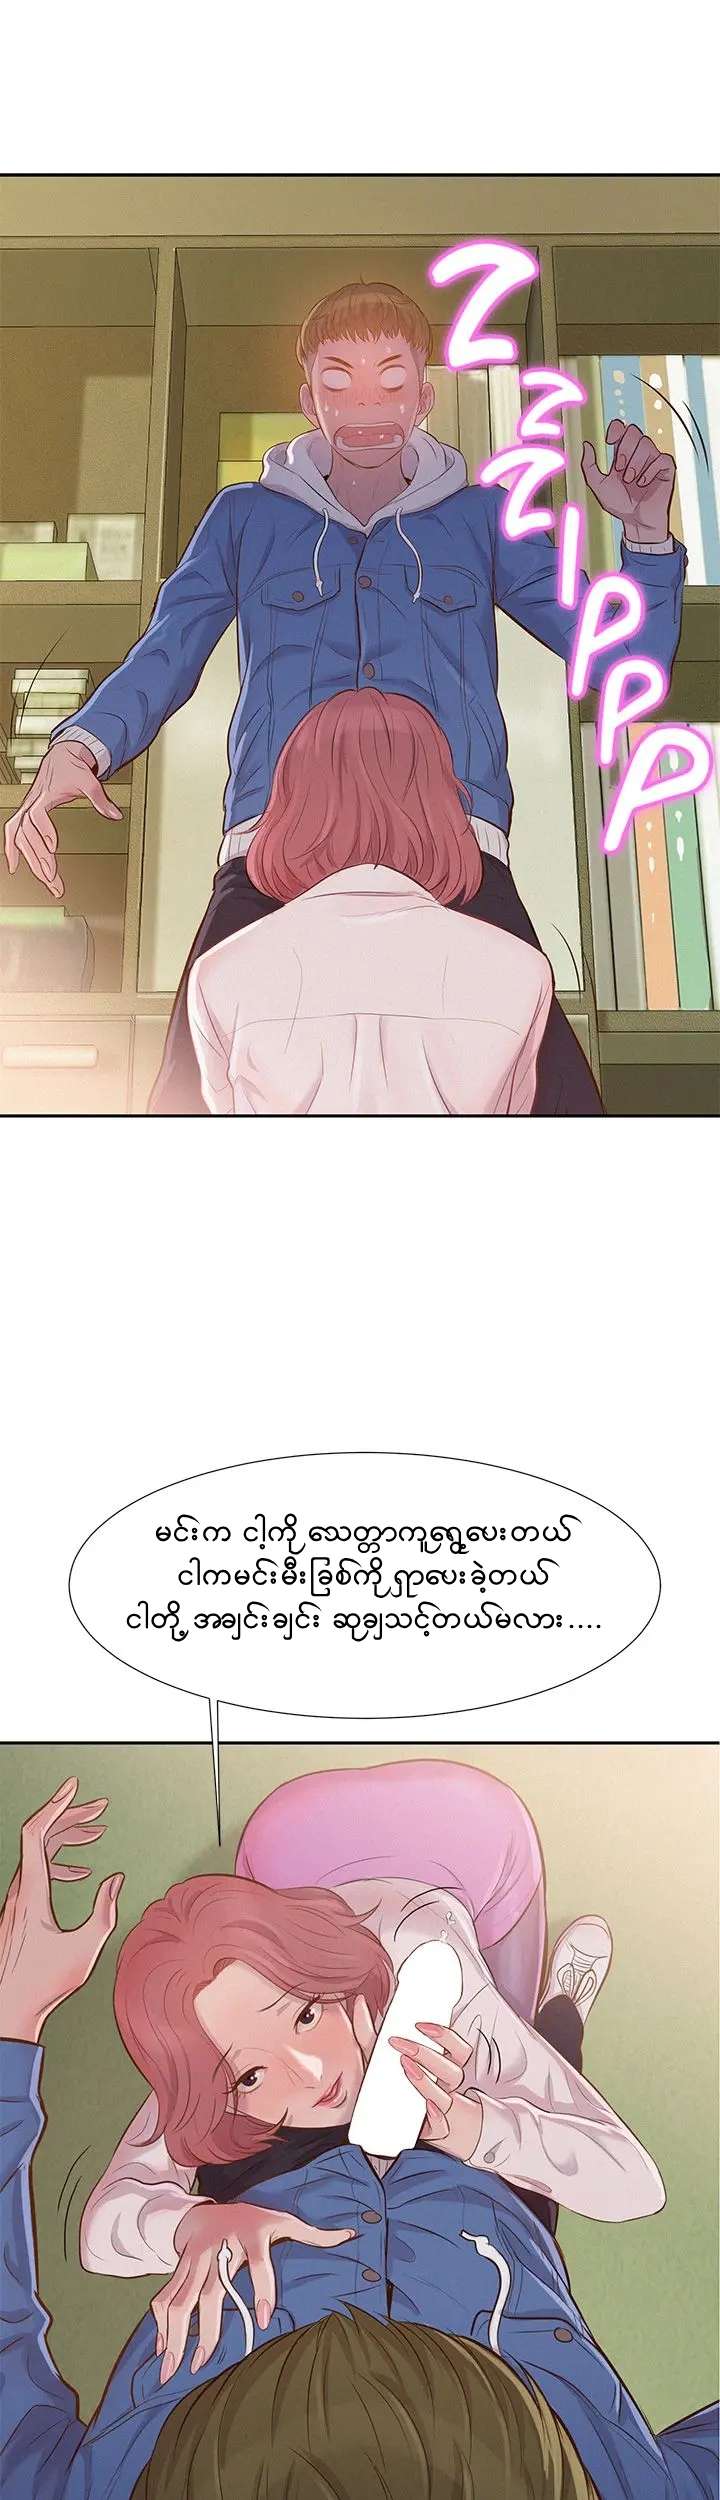 ZZZIPPP
မင်းက ငါ့ကို သေတ္တာကူရွေ့ပေးတယ်
ငါကမင်းမီးခြစ်ကို ရှာပေးခဲ့တယ်
ငါတို့ အချင်းချင်း ဆုချသင့်တယ်မလား....